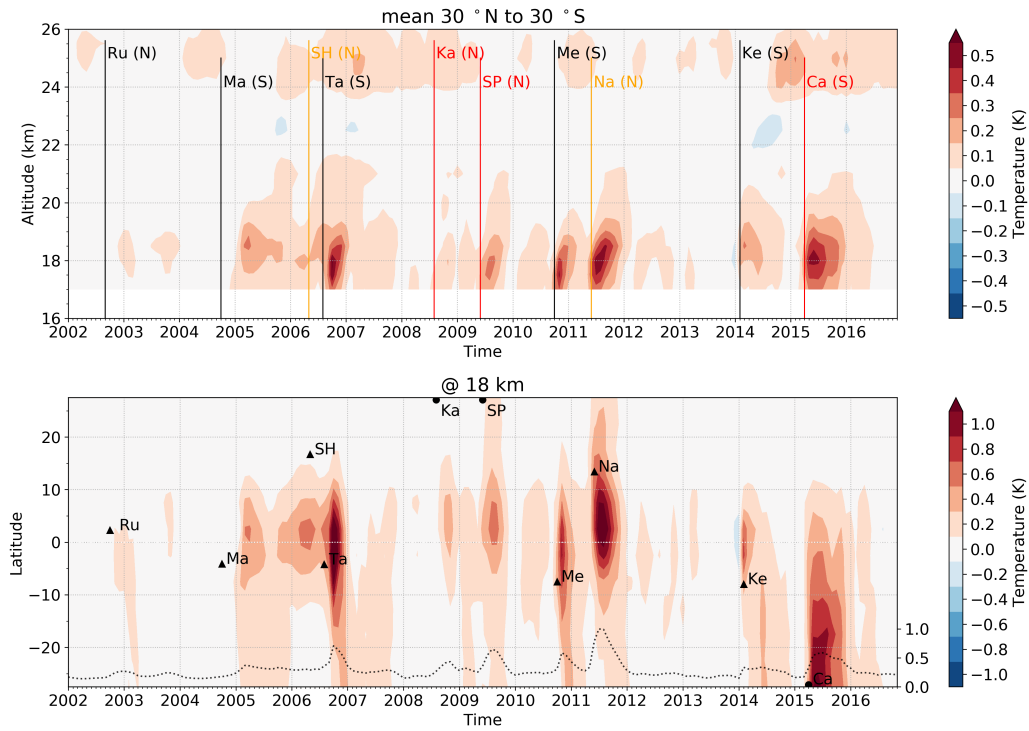 mean 30 °N to 30 °S
26
24
22
20
18
16
Altitude (km)
Ru (N)
SH (N)
Ka (N)
Me (S)
Ke (S)
Ma (S)
Ta (S)
SP (N)
Na (N)
Ca (S)
2002 2003 2004 2005 2006 2007 2008 2009 2010 2011 2012 2013 2014 2015 2016
Time
0.5
0.4
0.3
0.2
0.1
0.0
−0.1
−0.2
−0.3
−0.4
−0.5
Temperature (K)
@ 18 km
20
10
0
−10
−20
Latitude
Ka
SP
SH
Na
Ru
Ma
Ta
Me
Ke
Ca
1.0
0.5
0.0
2002 2003 2004 2005 2006 2007 2008 2009 2010 2011 2012 2013 2014 2015 2016
Time
1.0
0.8
0.6
0.4
0.2
0.0
−0.2
−0.4
−0.6
−0.8
−1.0
Temperature (K)